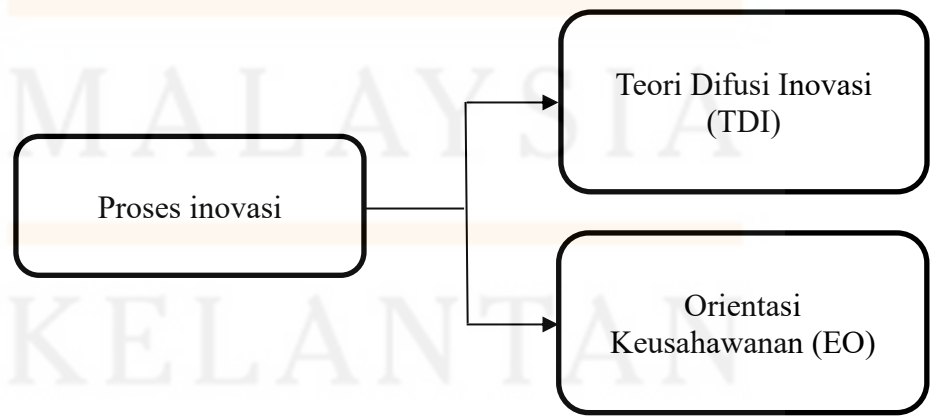 MALAYSIA
KELANTAN
Proses inovasi
Teori Difusi Inovasi
(TDI)
Orientasi
Keusahawanan (EO)